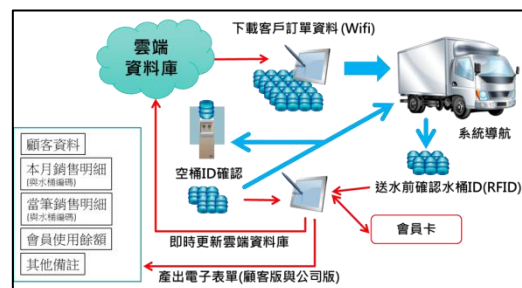 下載客戶訂單資料(Wifi)
雲端
資料庫
系統導航
顧客資料
本月銷售明細
(與水桶編碼)
當筆銷售明細
(與水桶編碼)
會員使用餘額
其他備註
空桶ID確認
送水前確認水桶ID(RFID)
會員卡
即時更新雲端資料庫
產出電子表單(顧客版與公司版)